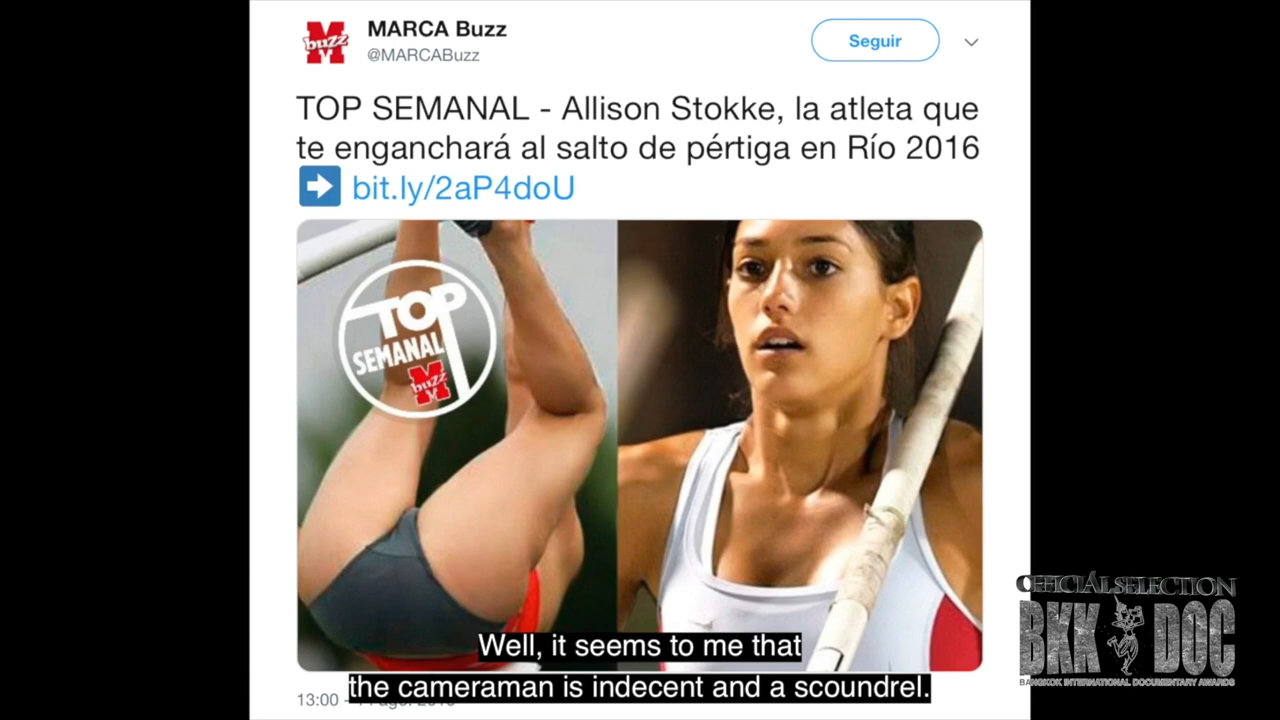 MARCA Buzz
@MARCABuzz
Seguir
TOP SEMANAL - Allison Stokke, la atleta que
te enganchará al salto de pértiga en Río 2016
bit.ly/2aP4doU
TOP
SEMANAL
buzz
Well, it seems to me that
the cameraman is indecent and a scoundrel.
13:00 -
OFFICIAL SELECTION
BKK DOC
BANGKOK INTERNATIONAL DOCUMENTARY AWARDS